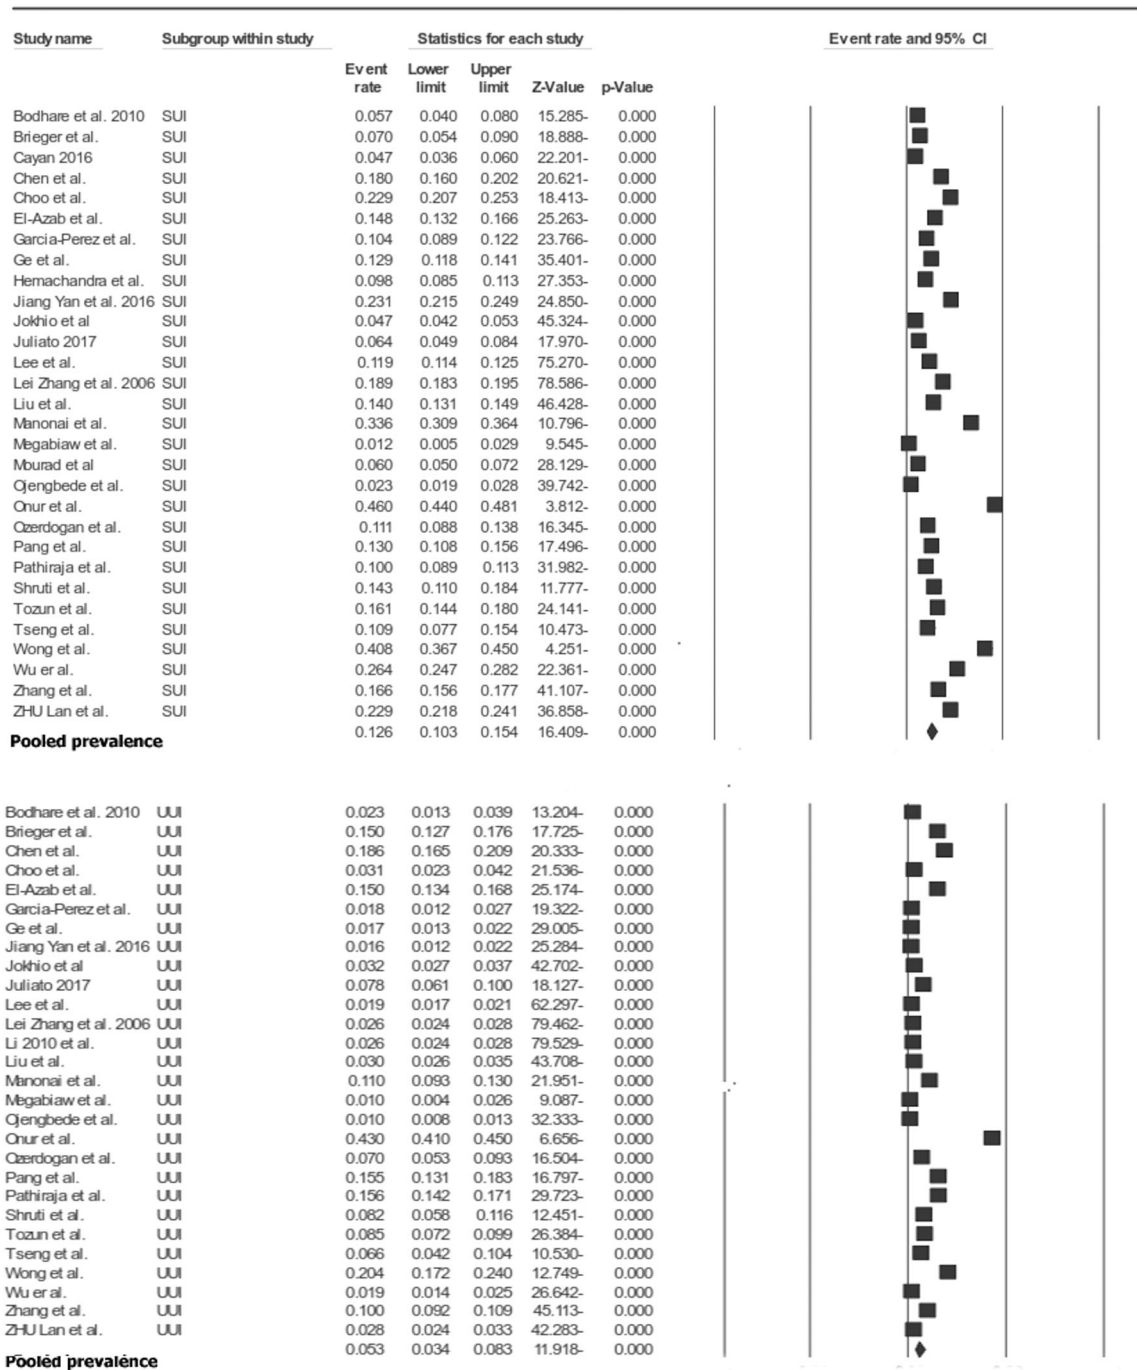 Study name Subgroup within study Statistics for each study Event rate and 95% CI
Event Lower Upper
rate limit limit Z-Value p-Value
Bodhare et al. 2010 SUI 0.057 0.040 0.080 15.285- 0.000
Brieger et al. SUI 0.070 0.054 0.090 18.888- 0.000
Cayan 2016 SUI 0.047 0.036 0.060 22.201- 0.000
Chen et al. SUI 0.180 0.160 0.202 20.621- 0.000
Choo et al. SUI 0.229 0.207 0.253 18.413- 0.000
El-Azab et al. SUI 0.148 0.132 0.166 25.263- 0.000
Garcia-Perez et al. SUI 0.104 0.089 0.122 23.766- 0.000
Ge et al. SUI 0.129 0.118 0.141 35.401- 0.000
Hemachandra et al. SUI 0.098 0.085 0.113 27.353- 0.000
Jiang Yan et al. 2016 SUI 0.231 0.215 0.249 24.850- 0.000
Jokhio et al SUI 0.047 0.042 0.053 45.324- 0.000
Juliato 2017 SUI 0.064 0.049 0.084 17.970- 0.000
Lee et al. SUI 0.119 0.114 0.125 75.270- 0.000
Lei Zhang et al. 2006 SUI 0.189 0.183 0.195 78.586- 0.000
Liu et al. SUI 0.140 0.131 0.149 46.428- 0.000
Manonai et al. SUI 0.336 0.309 0.364 10.796- 0.000
Megabiaw et al. SUI 0.012 0.005 0.029 9.545- 0.000
Mourad et al SUI 0.060 0.050 0.072 28.129- 0.000
Ojengbede et al. SUI 0.023 0.019 0.028 39.742- 0.000
Onur et al. SUI 0.460 0.440 0.481 3.812- 0.000
Ozerdogan et al. SUI 0.111 0.088 0.138 16.345- 0.000
Pang et al. SUI 0.130 0.108 0.156 17.496- 0.000
Pathiraja et al. SUI 0.100 0.089 0.113 31.982- 0.000
Shruti et al. SUI 0.143 0.110 0.184 11.777- 0.000
Tozun et al. SUI 0.161 0.144 0.180 24.141- 0.000
Tseng et al. SUI 0.109 0.077 0.154 10.473- 0.000
Wong et al. SUI 0.408 0.367 0.450 4.251- 0.000
Wu er al. SUI 0.264 0.247 0.282 22.361- 0.000
Zhang et al. SUI 0.166 0.156 0.177 41.107- 0.000
ZHU Lan et al. SUI 0.229 0.218 0.241 36.858- 0.000
Pooled prevalence 0.126 0.103 0.154 16.409- 0.000
Bodhare et al. 2010 UUI 0.023 0.013 0.039 13.204- 0.000
Brieger et al. UUI 0.150 0.127 0.176 17.725- 0.000
Chen et al. UUI 0.186 0.165 0.209 20.333- 0.000
Choo et al. UUI 0.031 0.023 0.042 21.536- 0.000
El-Azab et al. UUI 0.150 0.134 0.168 25.174- 0.000
Garcia-Perez et al. UUI 0.018 0.012 0.027 19.322- 0.000
Ge et al. UUI 0.017 0.013 0.022 29.005- 0.000
Jiang Yan et al. 2016 UUI 0.016 0.012 0.022 25.284- 0.000
Jokhio et al UUI 0.032 0.027 0.037 42.702- 0.000
Juliato 2017 UUI 0.078 0.061 0.100 18.127- 0.000
Lee et al. UUI 0.019 0.017 0.021 62.297- 0.000
Lei Zhang et al. 2006 UUI 0.026 0.024 0.028 79.462- 0.000
Li 2010 et al. UUI 0.026 0.024 0.028 79.529- 0.000
Liu et al. UUI 0.030 0.026 0.035 43.708- 0.000
Manonai et al. UUI 0.110 0.093 0.130 21.951- 0.000
Megabiaw et al. UUI 0.010 0.004 0.026 9.087- 0.000
Ojengbede et al. UUI 0.010 0.008 0.013 32.333- 0.000
Onur et al. UUI 0.430 0.410 0.450 6.656- 0.000
Ozerdogan et al. UUI 0.070 0.053 0.093 16.504- 0.000
Pang et al. UUI 0.155 0.131 0.183 16.797- 0.000
Pathiraja et al. UUI 0.156 0.142 0.171 29.723- 0.000
Shruti et al. UUI 0.082 0.058 0.116 12.451- 0.000
Tozun et al. UUI 0.085 0.072 0.099 26.384- 0.000
Tseng et al. UUI 0.066 0.042 0.104 10.530- 0.000
Wong et al. UUI 0.204 0.172 0.240 12.749- 0.000
Wu er al. UUI 0.019 0.014 0.025 26.642- 0.000
Zhang et al. UUI 0.100 0.092 0.109 45.113- 0.000
ZHU Lan et al. UUI 0.028 0.024 0.033 42.283- 0.000
Pooled prevalence 0.053 0.034 0.083 11.918- 0.000